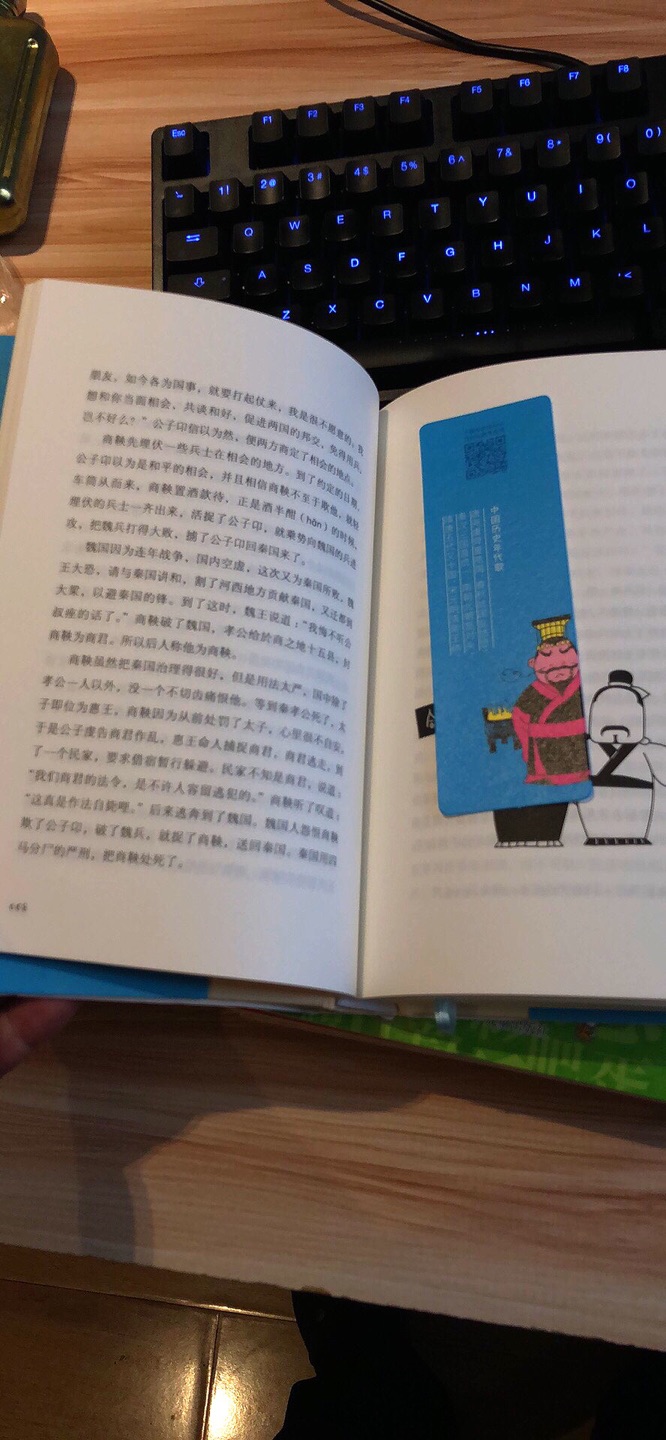 Esc F1 F2 F3 F4 F5 F6 F7 F8
1! 2@ 3# 4$ 5% 6^ 7& 8* 9( 0)
Q W E R T Y U I O
A S D F G H J K L
Z X C V B N M
朋友，如今各为国事，就要打起仗来，我是很不愿意的，我
想和你当面相会，共谈和好，促进两国的邦交，免得用兵，
岂不好么？”公子卬信以为然，便两方商定了相会的地点。
商鞅先埋伏一些兵士在相会的地方。到了约定的日期，
公子卬以为是和平的相会，并且相信商鞅不至于欺他，就轻
车简从而来，商鞅置酒款待，正是酒半酣（hān）的时候，
埋伏的兵士一齐出来，活捉了公子卬，就乘势向魏国的兵进
攻，把魏兵打得大败，掳了公子卬回秦国来了。
魏国因为连年战争，国内空虚，这次又为秦国所败，魏
王大恐，请与秦国讲和，割了河西地方贡献秦国，又迁都到
大梁，以避秦国的锋。到了这时，魏王说道：“我悔不听公
叔痤的话了。”商鞅破了魏国，孝公给於商之地十五县，封
商鞅为商君。所以后人称他为商鞅。
商鞅虽然把秦国治理得很好，但是用法太严，国中除了
孝公一人以外，没一个不切齿痛恨他。等到秦孝公死了，太
子即位为惠王，商鞅因为从前处罚了太子，心里很不自安，
于是公子虔告商君作乱，惠王命人捕捉商君，商君逃走，到
了一个民家，要求借宿暂行躲避。民家不知是商君，说道：
“我们商君的法令，是不许人容留逃犯的。”商鞅听了叹道：
“这真是作法自毙哩。”后来逃奔到了魏国。魏国人怨恨商鞅
欺了公子卬，破了魏兵，就捉了商鞅，送回秦国。秦国用四
马分尸的严刑，把商鞅处死了。
中国历史年代歌